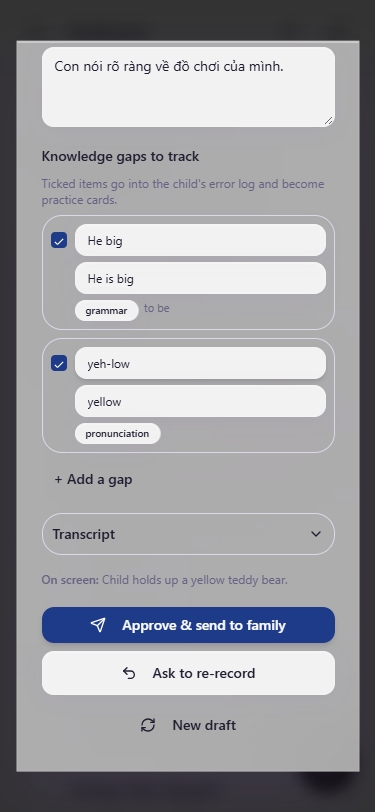 Con nói rõ ràng về đồ chơi của mình.
Knowledge gaps to track
Ticked items go into the child's error log and become
practice cards.
He big
He is big
grammar to be
yeh-low
yellow
pronunciation
+ Add a gap
Transcript
On screen: Child holds up a yellow teddy bear.
Approve & send to family
Ask to re-record
New draft